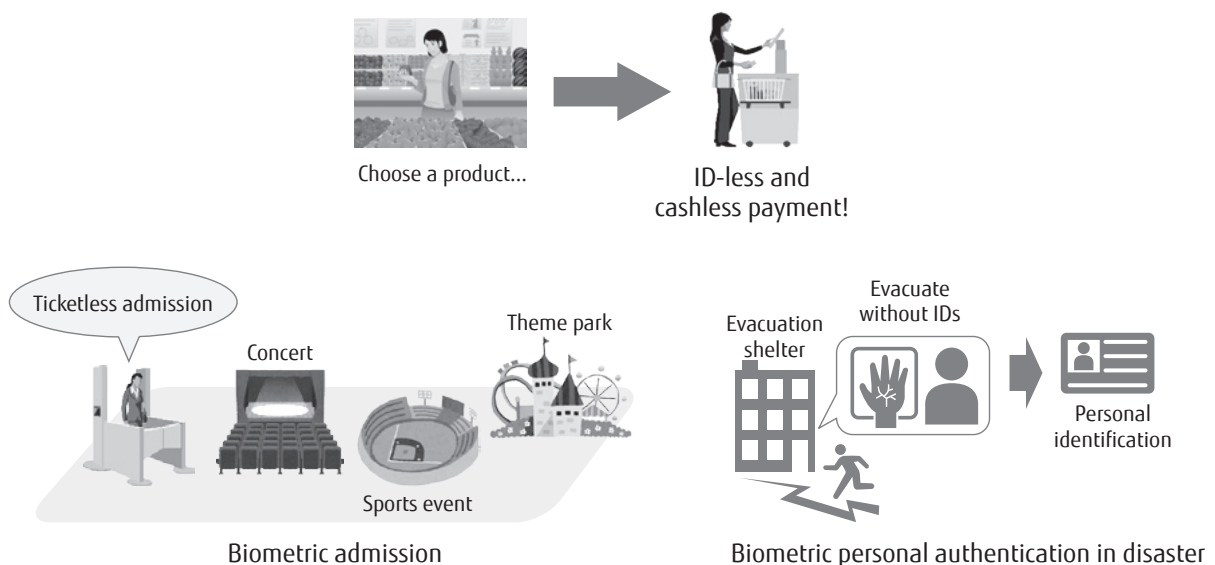 Choose a product...
ID-less and
cashless payment!
Ticketless admission
Concert
Theme park
Sports event
Biometric admission
Evacuation
shelter
Evacuate
without IDs
Personal
identification
Biometric personal authentication in disaster